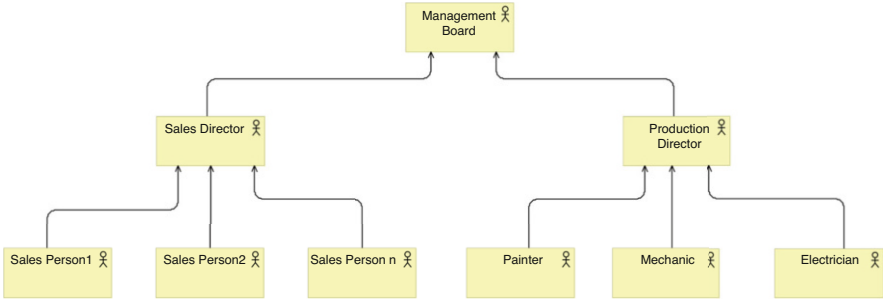 Management
Board
Sales Director
Production
Director
Sales Person1
Sales Person2
Sales Person n
Painter
Mechanic
Electrician